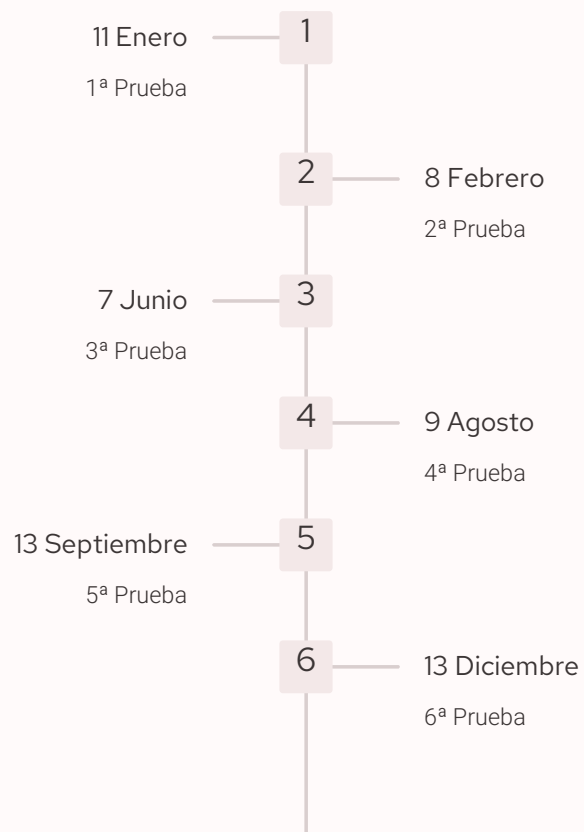 1
11 Enero
1ª Prueba
2
8 Febrero
2ª Prueba
3
7 Junio
3ª Prueba
4
9 Agosto
4ª Prueba
5
13 Septiembre
5ª Prueba
6
13 Diciembre
6ª Prueba